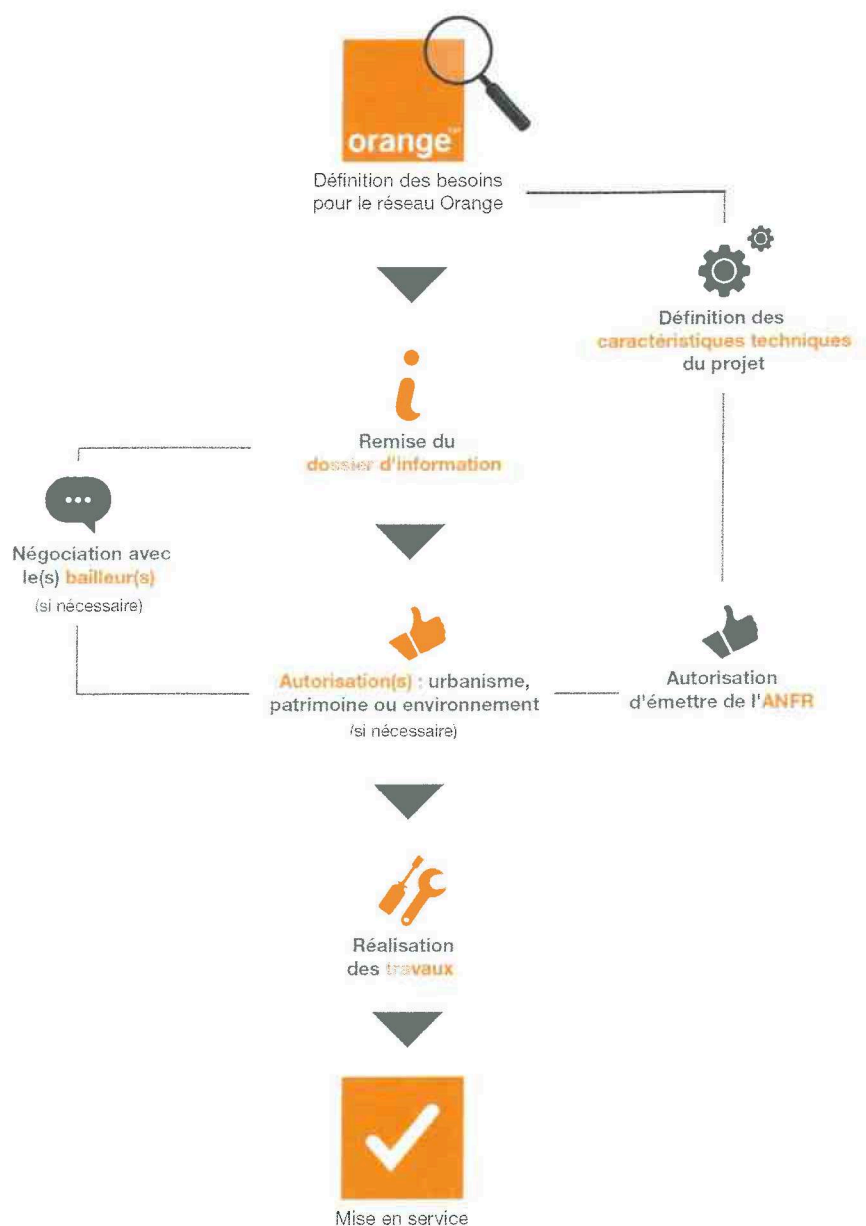 orange™
Définition des besoins
pour le réseau Orange
Définition des
caractéristiques techniques
du projet
Remise du
dossier d'information
Négociation avec
le(s) bailleur(s)
(si nécessaire)
Autorisation(s) : urbanisme,
patrimoine ou environnement
(si nécessaire)
Autorisation
d'émettre de l'ANFR
Réalisation
des travaux
Mise en service